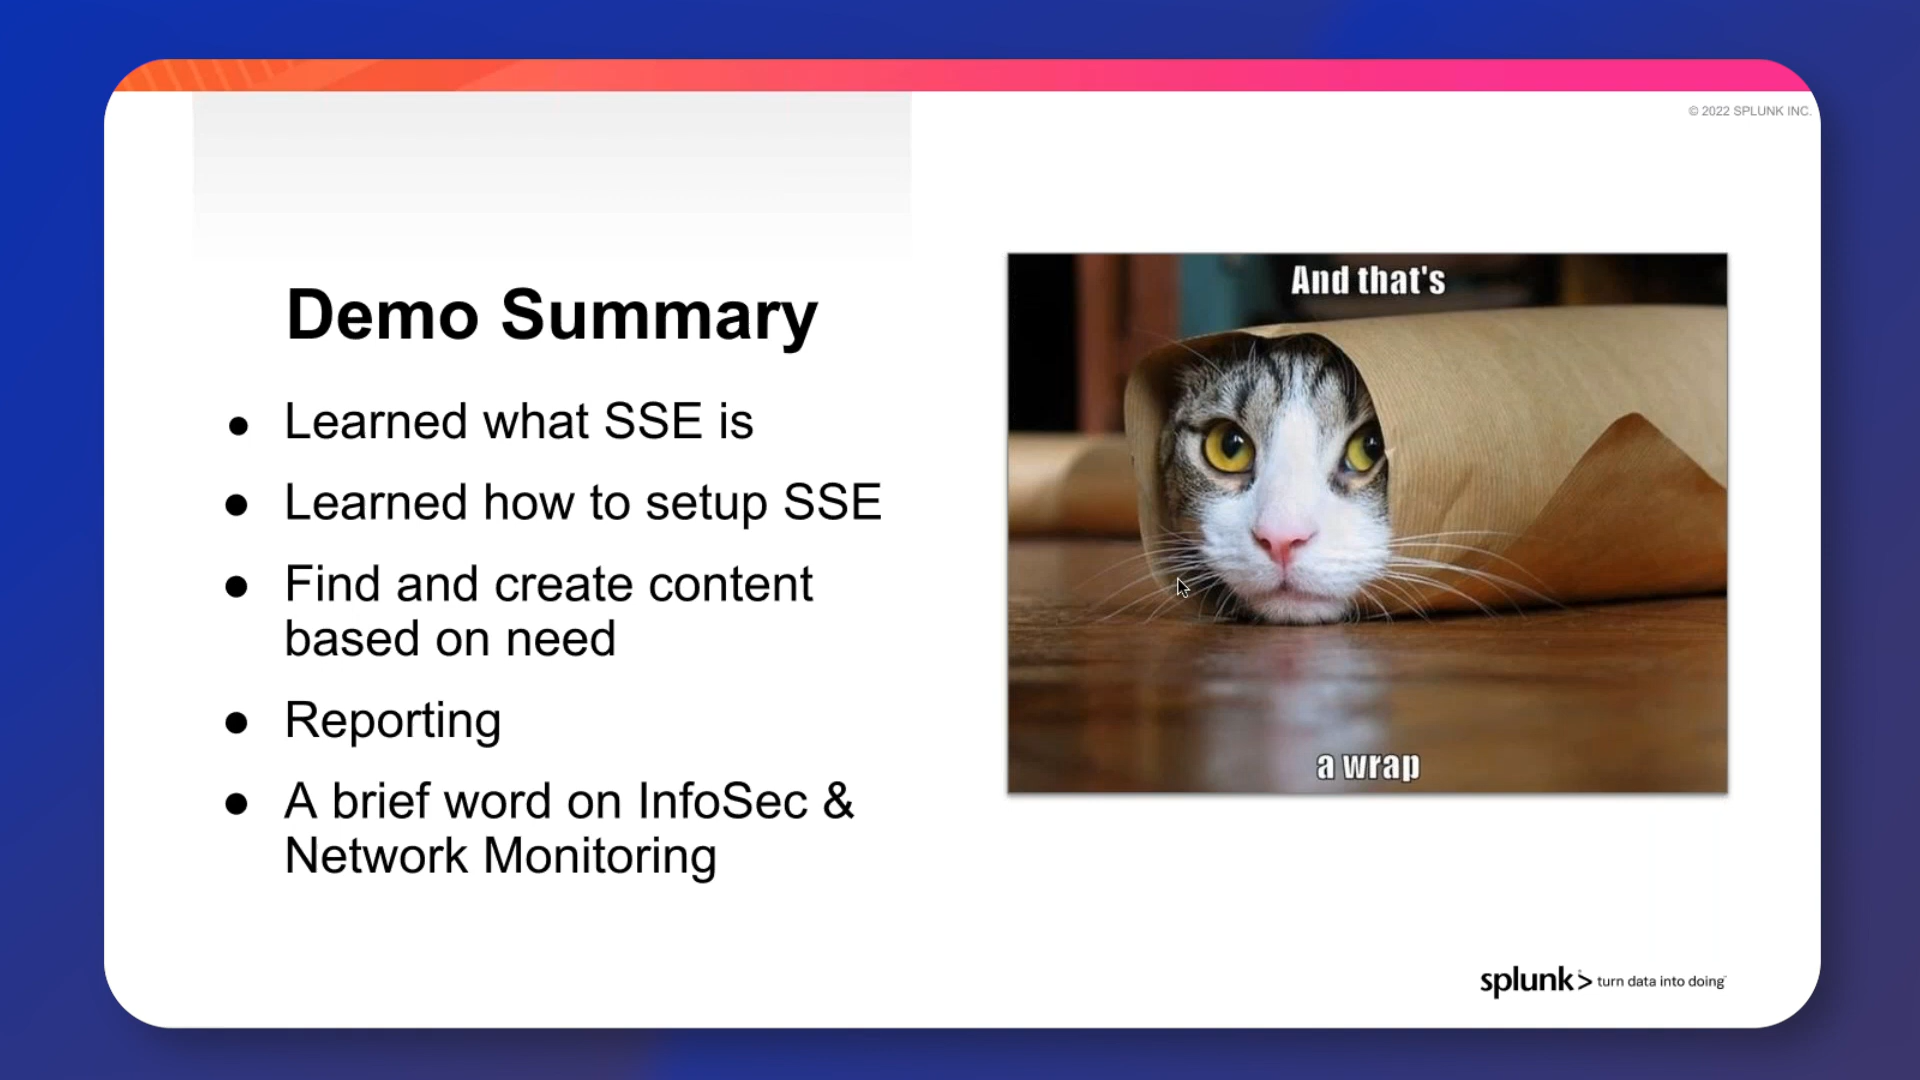 © 2022 SPLUNK INC.
Demo Summary
● Learned what SSE is
● Learned how to setup SSE
● Find and create content
based on need
● Reporting
● A brief word on InfoSec &
Network Monitoring
And that's
a wrap
splunk> turn data into doing